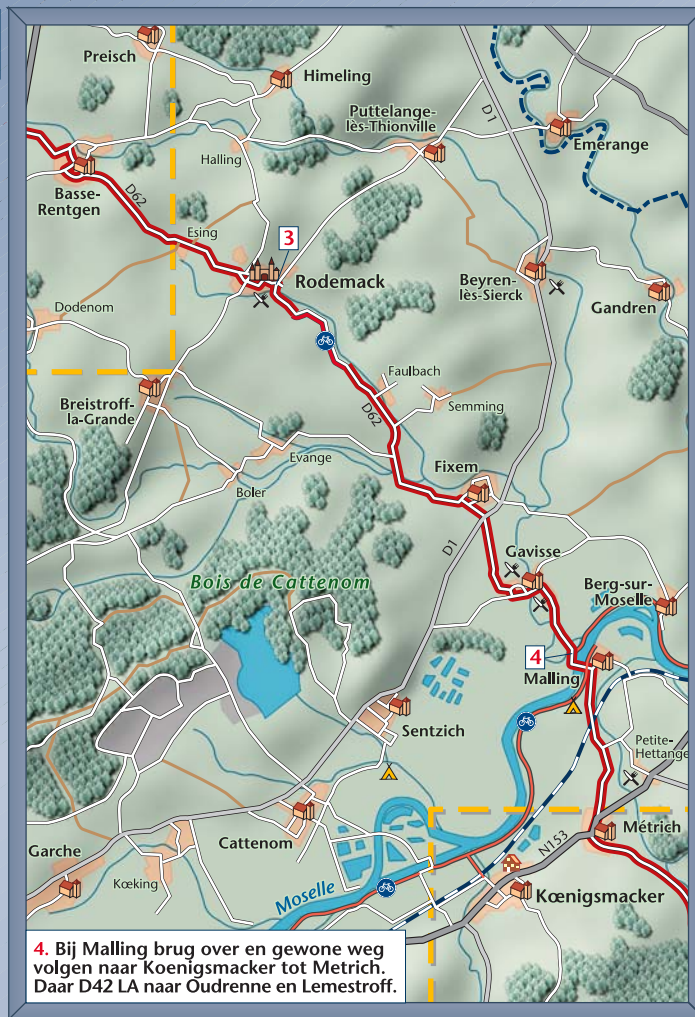 Preisch
Himeling
Puttelange-
lès-Thionville
D1
Emerange
Halling
Basse-
Rentgen
D62
Esing
3
Rodemack
Beyren-
lès-Sierck
Gandren
Dodenom
Faulbach
Breistroff-
la-Grande
D62
Semming
Evange
Fixem
Boler
D1
Gavisse
Bois de Cattenom
Berg-sur-
Moselle
4
Malling
Sentzich
Petite-
Hettange
Cattenom
Métrich
N153
Garche
Kœking
Moselle
Kœnigsmacker
4. Bij Malling brug over en gewone weg
volgen naar Koenigsmacker tot Metrich.
Daar D42 LA naar Oudrenne en Lemestroff.